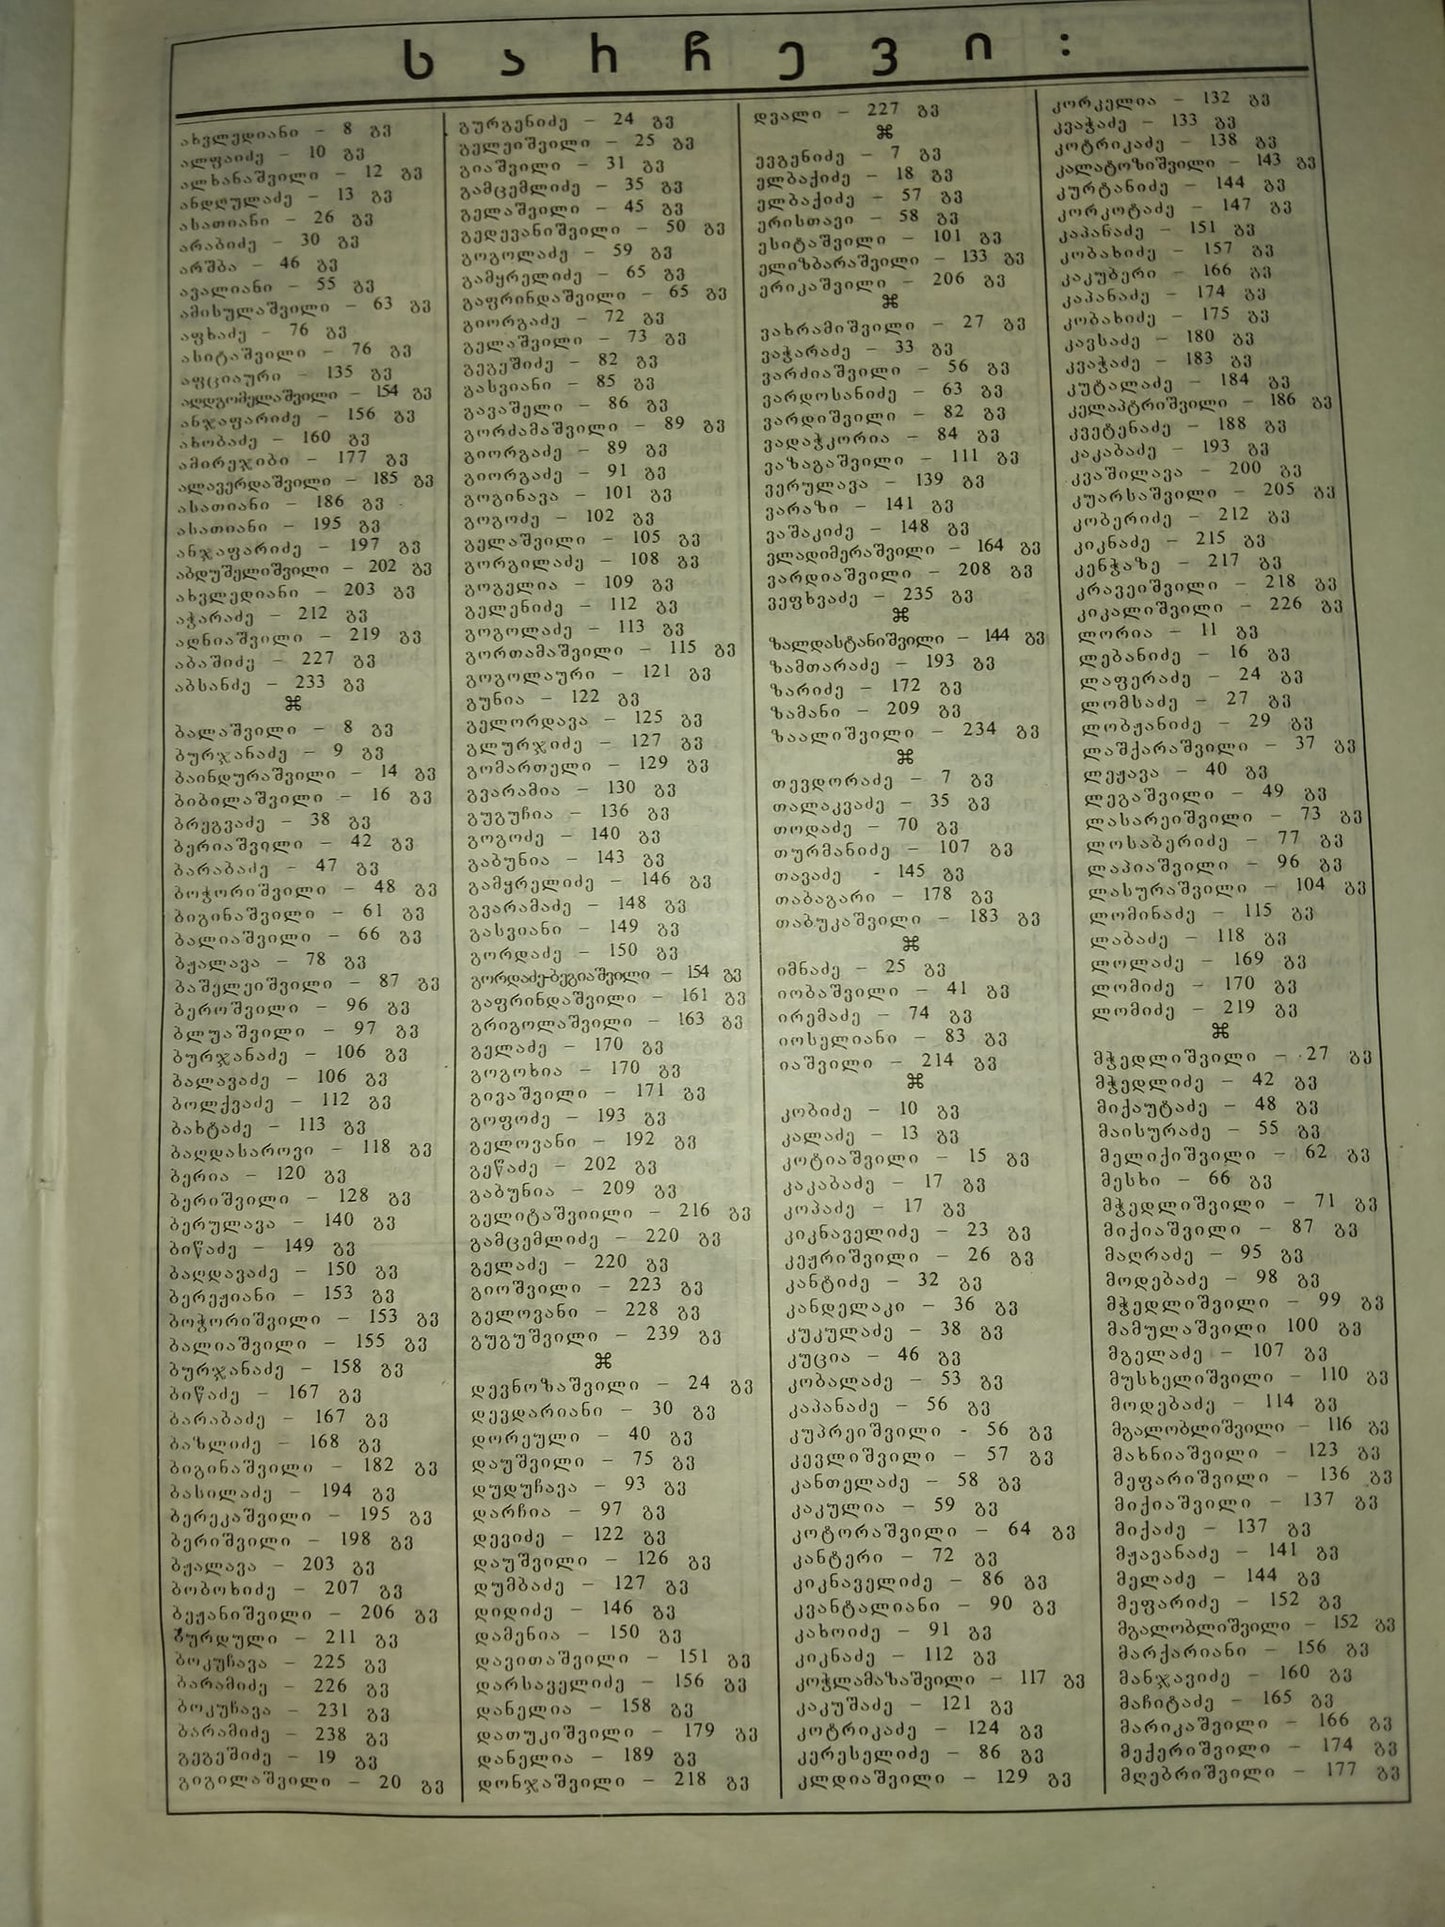 სარჩევი:
ახვლედიანი – 8 გვ
ალფაიძე – 10 გვ
ალხანაშვილი – 12 გვ
ანდღულაძე – 13 გვ
ასათიანი – 26 გვ
არაბიძე – 30 გვ
არშბა – 46 გვ
ავალიანი – 55 გვ
ამისულაშვილი – 63 გვ
აფხაძე – 76 გვ
ასიტაშვილი – 76 გვ
აფციაური – 135 გვ
აღდგომელაშვილი – 154 გვ
ანჯაფარიძე – 156 გვ
ახობაძე – 160 გვ
ამირეჯიბი – 177 გვ
ალავერდაშვილი – 185 გვ
ასათიანი – 186 გვ
ასათიანი – 195 გვ
ანჯაფარიძე – 197 გვ
აბდუშელიშვილი – 202 გვ
ახვლედიანი – 203 გვ
აჭარაძე – 212 გვ
აღნიაშვილი – 219 გვ
აბაშიძე – 227 გვ
აბსანძე – 233 გვ
⌘
ბალაშვილი – 8 გვ
ბურჯანაძე – 9 გვ
ბაინდურაშვილი – 14 გვ
ბიბილაშვილი – 16 გვ
ბრეგვაძე – 38 გვ
ბერიაშვილი – 42 გვ
ბარაბაძე – 47 გვ
ბოჭორიშვილი – 48 გვ
ბიგინაშვილი – 61 გვ
ბალიაშვილი – 66 გვ
ბჟალავა – 78 გვ
ბაშელეიშვილი – 87 გვ
ბეროშვილი – 96 გვ
ბლუაშვილი – 97 გვ
ბურჯანაძე – 106 გვ
ბალავაძე – 106 გვ
ბოლქვაძე – 112 გვ
ბახტაძე – 113 გვ
ბაღდასაროვი – 118 გვ
ბერია – 120 გვ
ბერიშვილი – 128 გვ
ბერულავა – 140 გვ
ბიწაძე – 149 გვ
ბაღდავაძე – 150 გვ
ბერეჟიანი – 153 გვ
ბოჭორიშვილი – 153 გვ
ბალიაშვილი – 155 გვ
ბურჯანაძე – 158 გვ
ბიწაძე – 167 გვ
ბარაბაძე – 167 გვ
ბაზლიძე – 168 გვ
ბიგინაშვილი – 182 გვ
ბასილაძე – 194 გვ
ბერეკაშვილი – 195 გვ
ბერიშვილი – 198 გვ
ბჟალავა – 203 გვ
ბობოხიძე – 207 გვ
ბეჟანიშვილი – 206 გვ
ბურდული – 211 გვ
ბოკუჩავა – 225 გვ
ბარამიძე – 226 გვ
ბოკუჩავა – 231 გვ
ბარამიძე – 238 გვ
გეგეშიძე – 19 გვ
გიგილაშვილი – 20 გვ
გურგენიძე – 24 გვ
გელეიშვილი – 25 გვ
გიაშვილი – 31 გვ
გამცემლიძე – 35 გვ
გელაშვილი – 45 გვ
გედევანიშვილი – 50 გვ
გოგოლაძე – 59 გვ
გამყრელიძე – 65 გვ
გაფრინდაშვილი – 65 გვ
გიორგაძე – 72 გვ
გელაშვილი – 73 გვ
გეგეშიძე – 82 გვ
გასვიანი – 85 გვ
გავაშელი – 86 გვ
გორძამაშვილი – 89 გვ
გიორგაძე – 89 გვ
გიორგაძე – 91 გვ
გოგინავა – 101 გვ
გოგოძე – 102 გვ
გელაშვილი – 105 გვ
გორგილაძე – 108 გვ
გოგელია – 109 გვ
გელენიძე – 112 გვ
გოგოლაძე – 113 გვ
გორთამაშვილი – 115 გვ
გოგოლაური – 121 გვ
გუნია – 122 გვ
გელორდავა – 125 გვ
გლურჯიძე – 127 გვ
გომართელი – 129 გვ
გვარამია – 130 გვ
გუგუჩია – 136 გვ
გოგოძე – 140 გვ
გაბუნია – 143 გვ
გამყრელიძე – 146 გვ
გვარამაძე – 148 გვ
გასვიანი – 149 გვ
გორდაძე – 150 გვ
გორდაძე-ბეგიაშვილი – 154 გვ
გაფრინდაშვილი – 161 გვ
გრიგოლაშვილი – 163 გვ
გელაძე – 170 გვ
გოგოხია – 170 გვ
გივაშვილი – 171 გვ
გოფოძე – 193 გვ
გელოვანი – 192 გვ
გეწაძე – 202 გვ
გაბუნია – 209 გვ
გელიტაშვიილი – 216 გვ
გამცემლიძე – 220 გვ
გელაძე – 220 გვ
გიოშვილი – 223 გვ
გელოვანი – 228 გვ
გუგუშვილი – 239 გვ
⌘
დევნოზაშვილი – 24 გვ
დევდარიანი – 30 გვ
დორეული – 40 გვ
დაუშვილი – 75 გვ
დუდუჩავა – 93 გვ
დარჩია – 97 გვ
დევიძე – 122 გვ
დაუშვილი – 126 გვ
დუმბაძე – 127 გვ
დიდიძე – 146 გვ
დამენია – 150 გვ
დავითაშვილი – 151 გვ
დარსაველიძე – 156 გვ
დანელია – 158 გვ
დათუკიშვილი – 179 გვ
დანელია – 189 გვ
დონჯაშვილი – 218 გვ
დვალი – 227 გვ
⌘
ევგენიძე – 7 გვ
ელბაქიძე – 18 გვ
ელბაქიძე – 57 გვ
ერისთავი – 58 გვ
ესიტაშვილი – 101 გვ
ელიზბარაშვილი – 133 გვ
ერიკაშვილი – 206 გვ
⌘
ვახრამიშვილი – 27 გვ
ვაჭარაძე – 33 გვ
ვარძიაშვილი – 56 გვ
ვარდოსანიძე – 63 გვ
ვარდიშვილი – 82 გვ
ვადაჭკორია – 84 გვ
ვაზაგაშვილი – 111 გვ
ვერულავა – 139 გვ
ვარაზი – 141 გვ
ვაშაკიძე – 148 გვ
ვლადიმერაშვილი – 164 გვ
ვარდიაშვილი – 208 გვ
ვეფხვაძე – 235 გვ
⌘
ზალდასტანიშვილი – 144 გვ
ზამთარაძე – 193 გვ
ზარიძე – 172 გვ
ზამანი – 209 გვ
ზაალიშვილი – 234 გვ
⌘
თევდორაძე – 7 გვ
თალაკვაძე – 35 გვ
თოდაძე – 70 გვ
თურმანიძე – 107 გვ
თავაძე - 145 გვ
თაბაგარი – 178 გვ
თაბუკაშვილი – 183 გვ
⌘
იმნაძე – 25 გვ
იობაშვილი – 41 გვ
ირემაძე – 74 გვ
იოსელიანი – 83 გვ
იაშვილი – 214 გვ
⌘
კობიძე – 10 გვ
კალაძე – 13 გვ
კოტიაშვილი – 15 გვ
კაკაბაძე – 17 გვ
კოპაძე – 17 გვ
კიკნაველიძე – 23 გვ
კეჟრიშვილი – 26 გვ
კანტიძე – 32 გვ
კანდელაკი – 36 გვ
კუკულაძე – 38 გვ
კუცია – 46 გვ
კობალაძე – 53 გვ
კაპანაძე – 56 გვ
კუპრეიშვილი - 56 გვ
კევლიშვილი – 57 გვ
კანთელაძე – 58 გვ
კაკულია – 59 გვ
კოტორაშვილი – 64 გვ
კანტერი – 72 გვ
კიკნაველიძე – 86 გვ
კვანტალიანი – 90 გვ
კახოიძე – 91 გვ
კიკნაძე – 112 გვ
კოჭლამაზაშვილი – 117 გვ
კაკუშაძე – 121 გვ
კოტრიკაძე – 124 გვ
კერესელიძე – 86 გვ
კლდიაშვილი – 129 გვ
კორკელია – 132 გვ
კვაჭაძე – 133 გვ
კოტრიკაძე – 138 გვ
კალატოზიშვილი – 143 გვ
კურტანიძე – 144 გვ
კორკოტაძე – 147 გვ
კაპანაძე – 151 გვ
კობახიძე – 157 გვ
კაკუბერი – 166 გვ
კაპანაძე – 174 გვ
კობახიძე – 175 გვ
კავსაძე – 180 გვ
კვაჭაძე – 183 გვ
კუტალაძე – 184 გვ
კელაპტრიშვილი – 186 გვ
კვეტენაძე – 188 გვ
კაკაბაძე – 193 გვ
კვაშილავა – 200 გვ
კუარსაშვილი – 205 გვ
კობერიძე – 212 გვ
კიკნაძე – 215 გვ
კენჭაზე – 217 გვ
კრავეიშვილი – 218 გვ
კიკალიშვილი – 226 გვ
ლორია – 11 გვ
ლებანიძე – 16 გვ
ლაფერაძე – 24 გვ
ლომსაძე – 27 გვ
ლობჟანიძე – 29 გვ
ლაშქარაშვილი – 37 გვ
ლეჟავა – 40 გვ
ლეგაშვილი – 49 გვ
ლასარეიშვილი – 73 გვ
ლოსაბერიძე – 77 გვ
ლაპიაშვილი – 96 გვ
ლასურაშვილი – 104 გვ
ლომინაძე – 115 გვ
ლაბაძე – 118 გვ
ლოლაძე – 169 გვ
ლომიძე – 170 გვ
ლომიძე – 219 გვ
⌘
მჭედლიშვილი – 27 გვ
მჭედლიძე – 42 გვ
მიქაუტაძე – 48 გვ
მაისურაძე – 55 გვ
მელიქიშვილი – 62 გვ
მესხი – 66 გვ
მჭედლიშვილი – 71 გვ
მიქიაშვილი – 87 გვ
მაღრაძე – 95 გვ
მოდებაძე – 98 გვ
მჭედლიშვილი – 99 გვ
მამულაშვილი 100 გვ
მგელაძე – 107 გვ
მუსხელიშვილი – 110 გვ
მოდებაძე – 114 გვ
მგალობლიშვილი – 116 გვ
მახნიაშვილი – 123 გვ
მეფარიშვილი – 136 გვ
მიქიაშვილი – 137 გვ
მიქაძე – 137 გვ
მჟავანაძე – 141 გვ
მელაძე – 144 გვ
მეფარიძე – 152 გვ
მგალობლიშვილი – 152 გვ
მარქარიანი – 156 გვ
მანჯავიძე – 160 გვ
მაჩიტაძე – 165 გვ
მარიკაშვილი – 166 გვ
მექერიშვილი – 174 გვ
მღებრიშვილი – 177 გვ